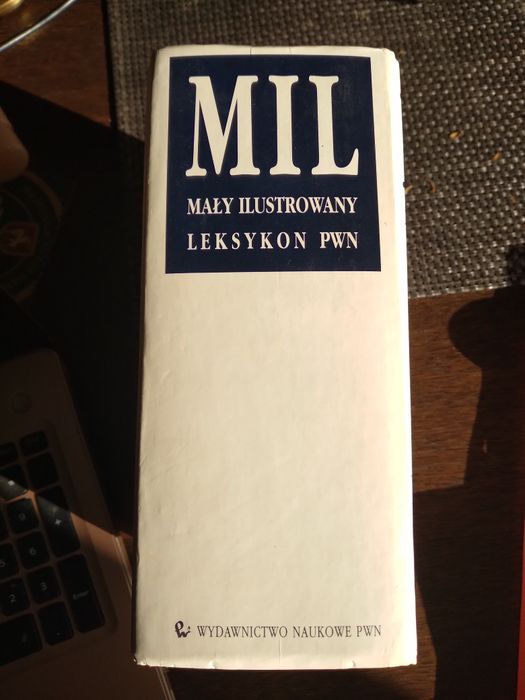 MIL
MAŁY ILUSTROWANY
LEKSYKON PWN
WYDAWNICTWO NAUKOWE PWN